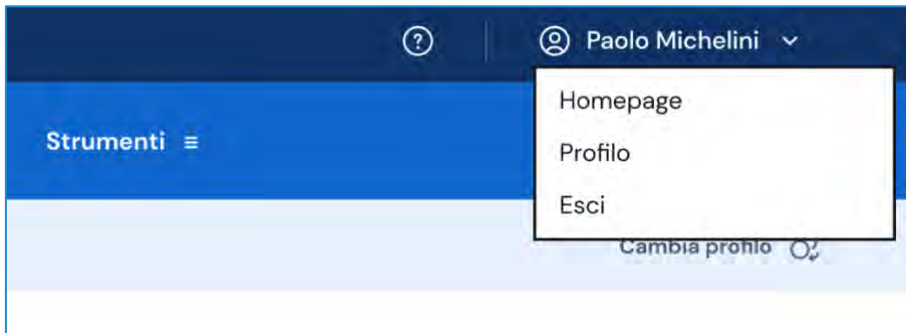 Paolo Michelini
Homepage
Strumenti
Profilo
Esci
Cambia profilo